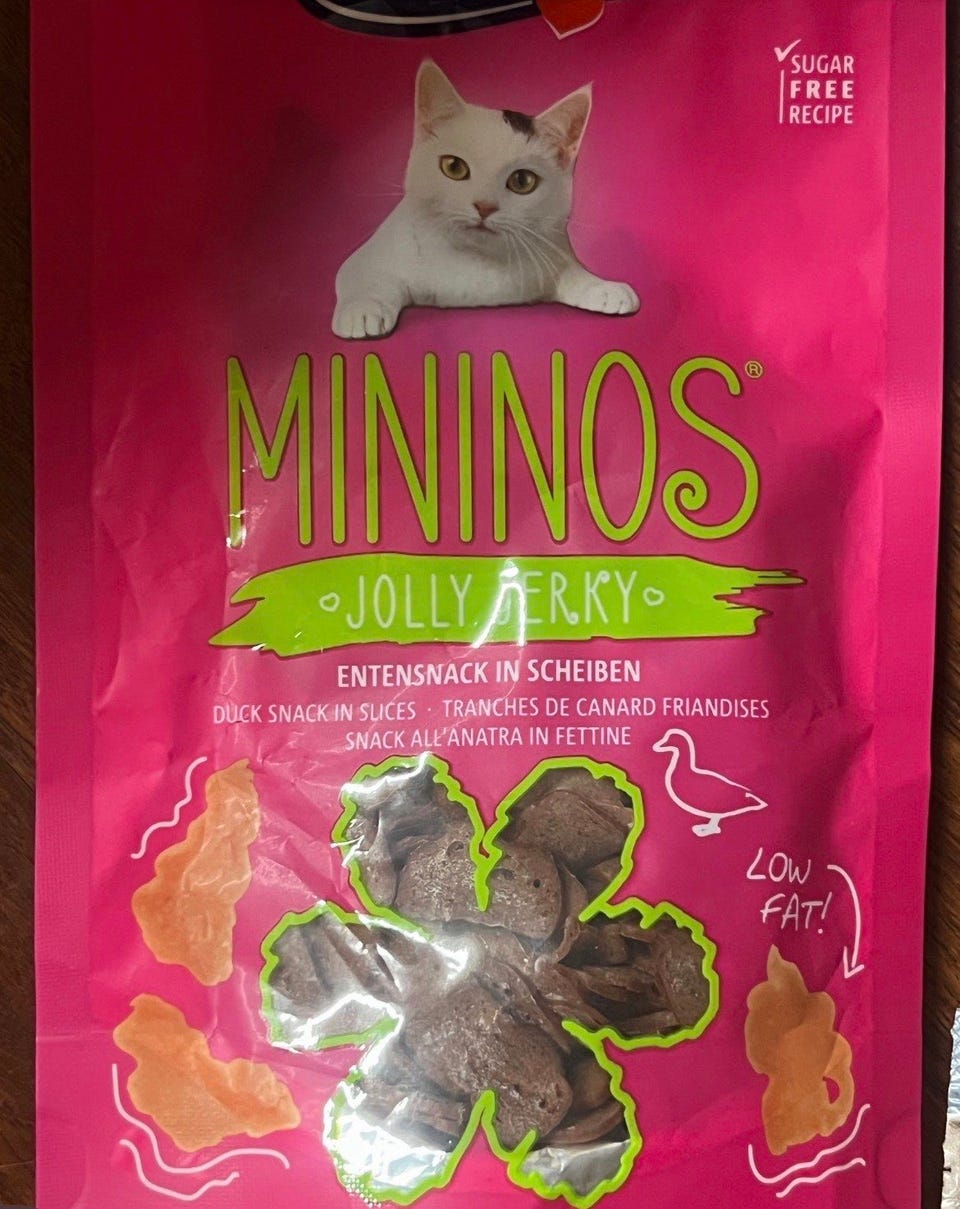 SUGAR
FREE
RECIPE
MININOS®
JOLLY JERKY
ENTENSNACK IN SCHEIBEN
DUCK SNACK IN SLICES · TRANCHES DE CANARD FRIANDISES
SNACK ALL'ANATRA IN FETTINE
LOW
FAT!